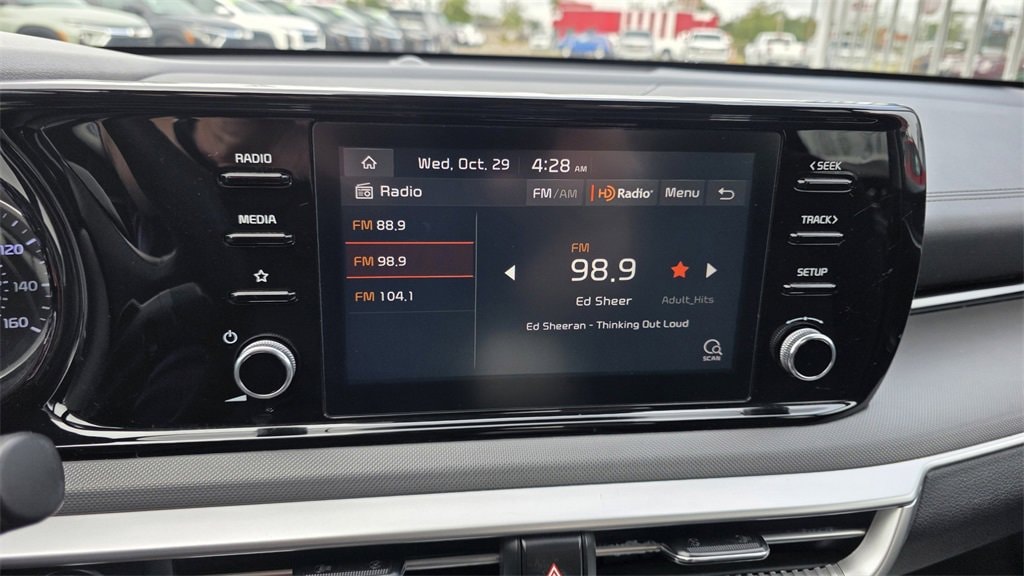 RADIO
MEDIA
120
140
160
Wed, Oct. 29 4:28 AM
Radio FM/AM HD Radio® Menu
FM 88.9
FM 98.9
FM 104.1
FM
98.9
Ed Sheer Adult_Hits
Ed Sheeran - Thinking Out Loud
SCAN
<SEEK
TRACK>
SETUP